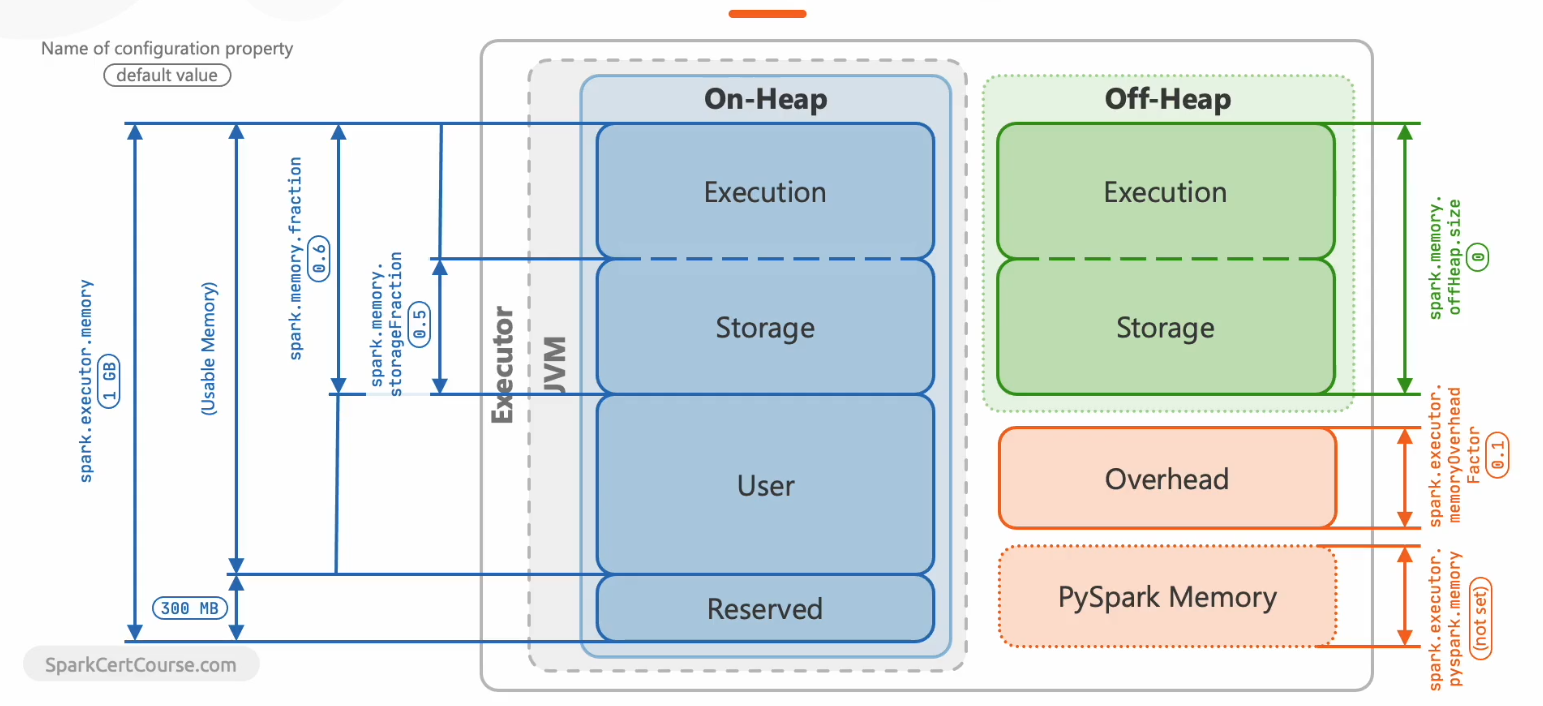 Name of configuration property
default value
On-Heap
Off-Heap
Execution
Storage
User
Reserved
Execution
Storage
Overhead
PySpark Memory
Executor
JVM
spark.executor.memory
1 GB
(Usable Memory)
300 MB
spark.memory.fraction
0.6
spark.memory.
storageFraction
0.5
spark.memory.
offHeap.size
0
spark.executor.
memoryOverhead
Factor
0.1
spark.executor.
pyspark.memory
(not set)
SparkCertCourse.com